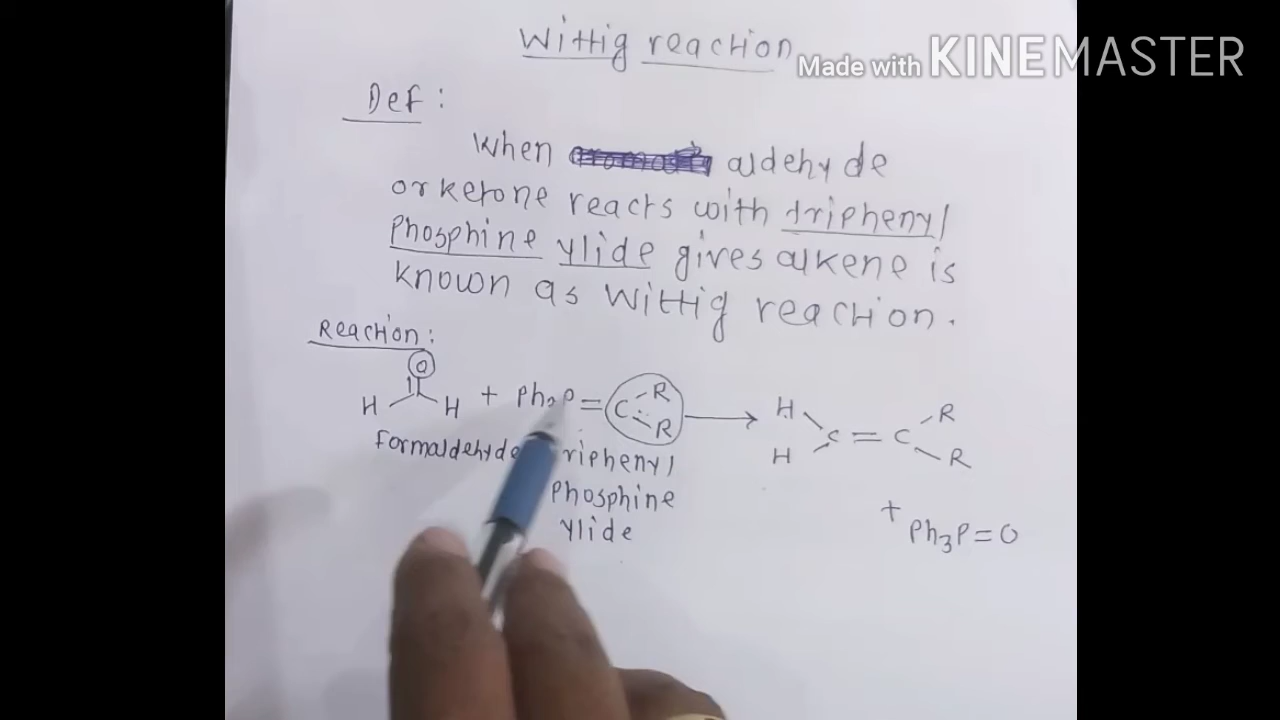 Wittig reaction
Made with KINEMASTER
Def:
When aldehyde
or ketone reacts with triphenyl
phosphine ylide gives alkene is
known as Wittig reaction.
Reaction:
O
H H + Ph3P = C R R → H H C = C R R
Formaldehyde triphenyl
phosphine
ylide
+ Ph3P=O